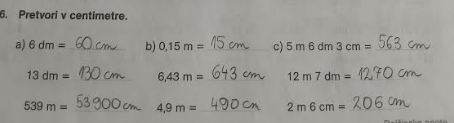 6. Pretvori v centimetre.
a) 6 dm = 60 cm b) 0,15 m = 15 cm c) 5 m 6 dm 3 cm = 563 cm
13 dm = 130 cm 6,43 m = 643 cm 12 m 7 dm = 1270 cm
539 m = 53900 cm 4,9 m = 490 cm 2 m 6 cm = 206 cm